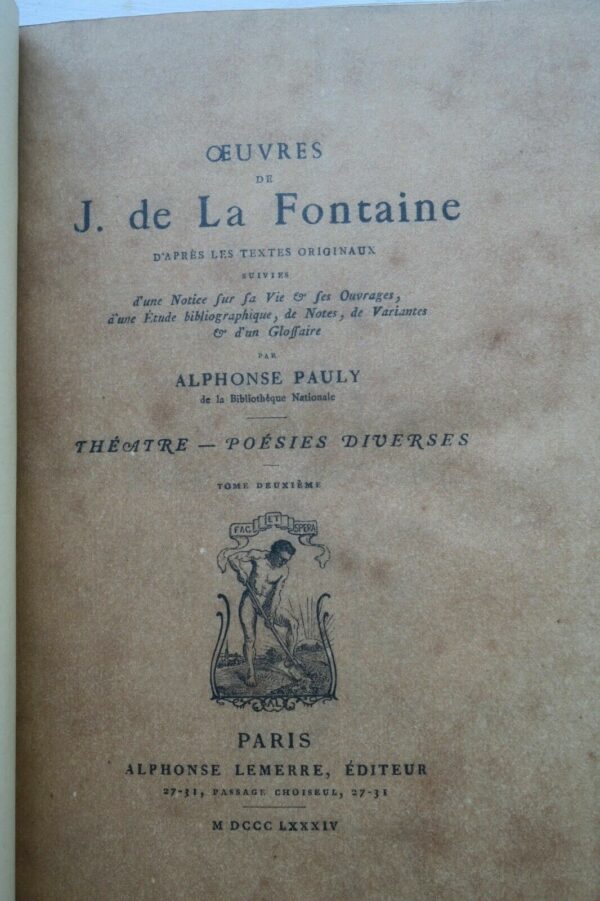 ŒUVRES
DE
J. de La Fontaine
D'APRÈS LES TEXTES ORIGINAUX
SUIVIES
d'une Notice ſur ſa Vie & ſes Ouvrages,
d'une Étude bibliographique, de Notes, de Variantes
& d'un Gloſſaire
PAR
ALPHONSE PAULY
de la Bibliothèque Nationale
THÉATRE — POÉSIES DIVERSES
TOME DEUXIÈME
FAC ET SPERA
AL
PARIS
ALPHONSE LEMERRE, ÉDITEUR
27-31, PASSAGE CHOISEUL, 27-31
M DCCC LXXXIV